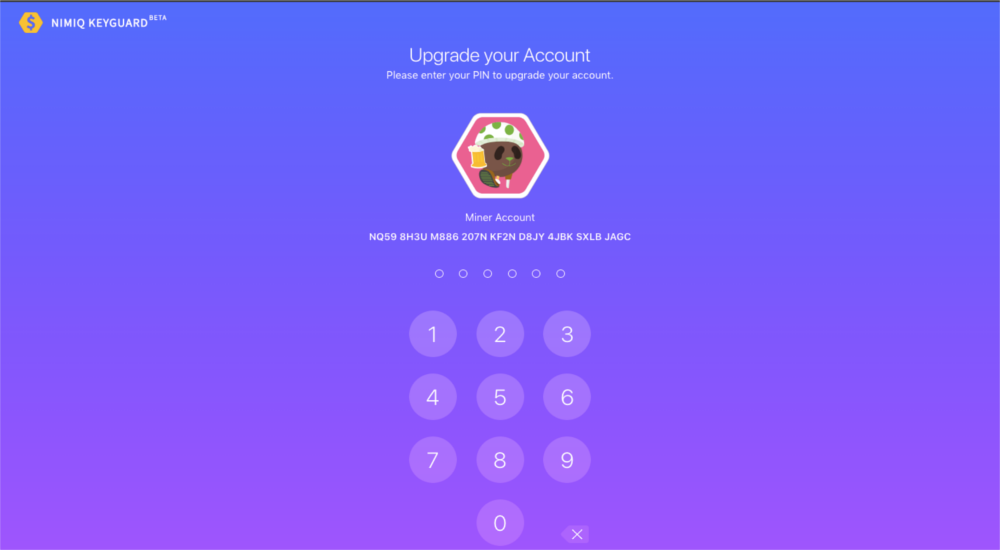 NIMIQ KEYGUARD BETA
Upgrade your Account
Please enter your PIN to upgrade your account.
Miner Account
NQ59 8H3U M886 207N KF2N D8JY 4JBK SXLB JAGC
1 2 3
4 5 6
7 8 9
0